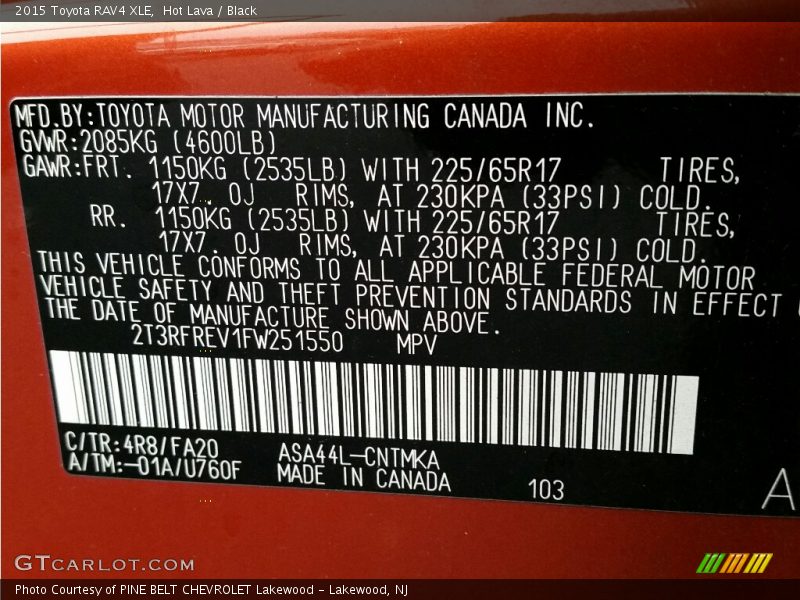 2015 Toyota RAV4 XLE,  Hot Lava / Black
MFD.BY:TOYOTA MOTOR MANUFACTURING CANADA INC.
GVWR:2085KG (4600LB)
GAWR:FRT. 1150KG (2535LB) WITH 225/65R17 TIRES,
17X7.0J RIMS, AT 230KPA (33PSI) COLD.
RR. 1150KG (2535LB) WITH 225/65R17 TIRES,
17X7.0J RIMS, AT 230KPA (33PSI) COLD.
THIS VEHICLE CONFORMS TO ALL APPLICABLE FEDERAL MOTOR
VEHICLE SAFETY AND THEFT PREVENTION STANDARDS IN EFFECT
THE DATE OF MANUFACTURE SHOWN ABOVE.
2T3RFREV1FW251550 MPV
C/TR:4R8/FA20 ASA44L-CNTMKA
A/TM:-01A/U760F MADE IN CANADA 103 A
GTCARLOT.COM
Photo Courtesy of PINE BELT CHEVROLET Lakewood - Lakewood, NJ